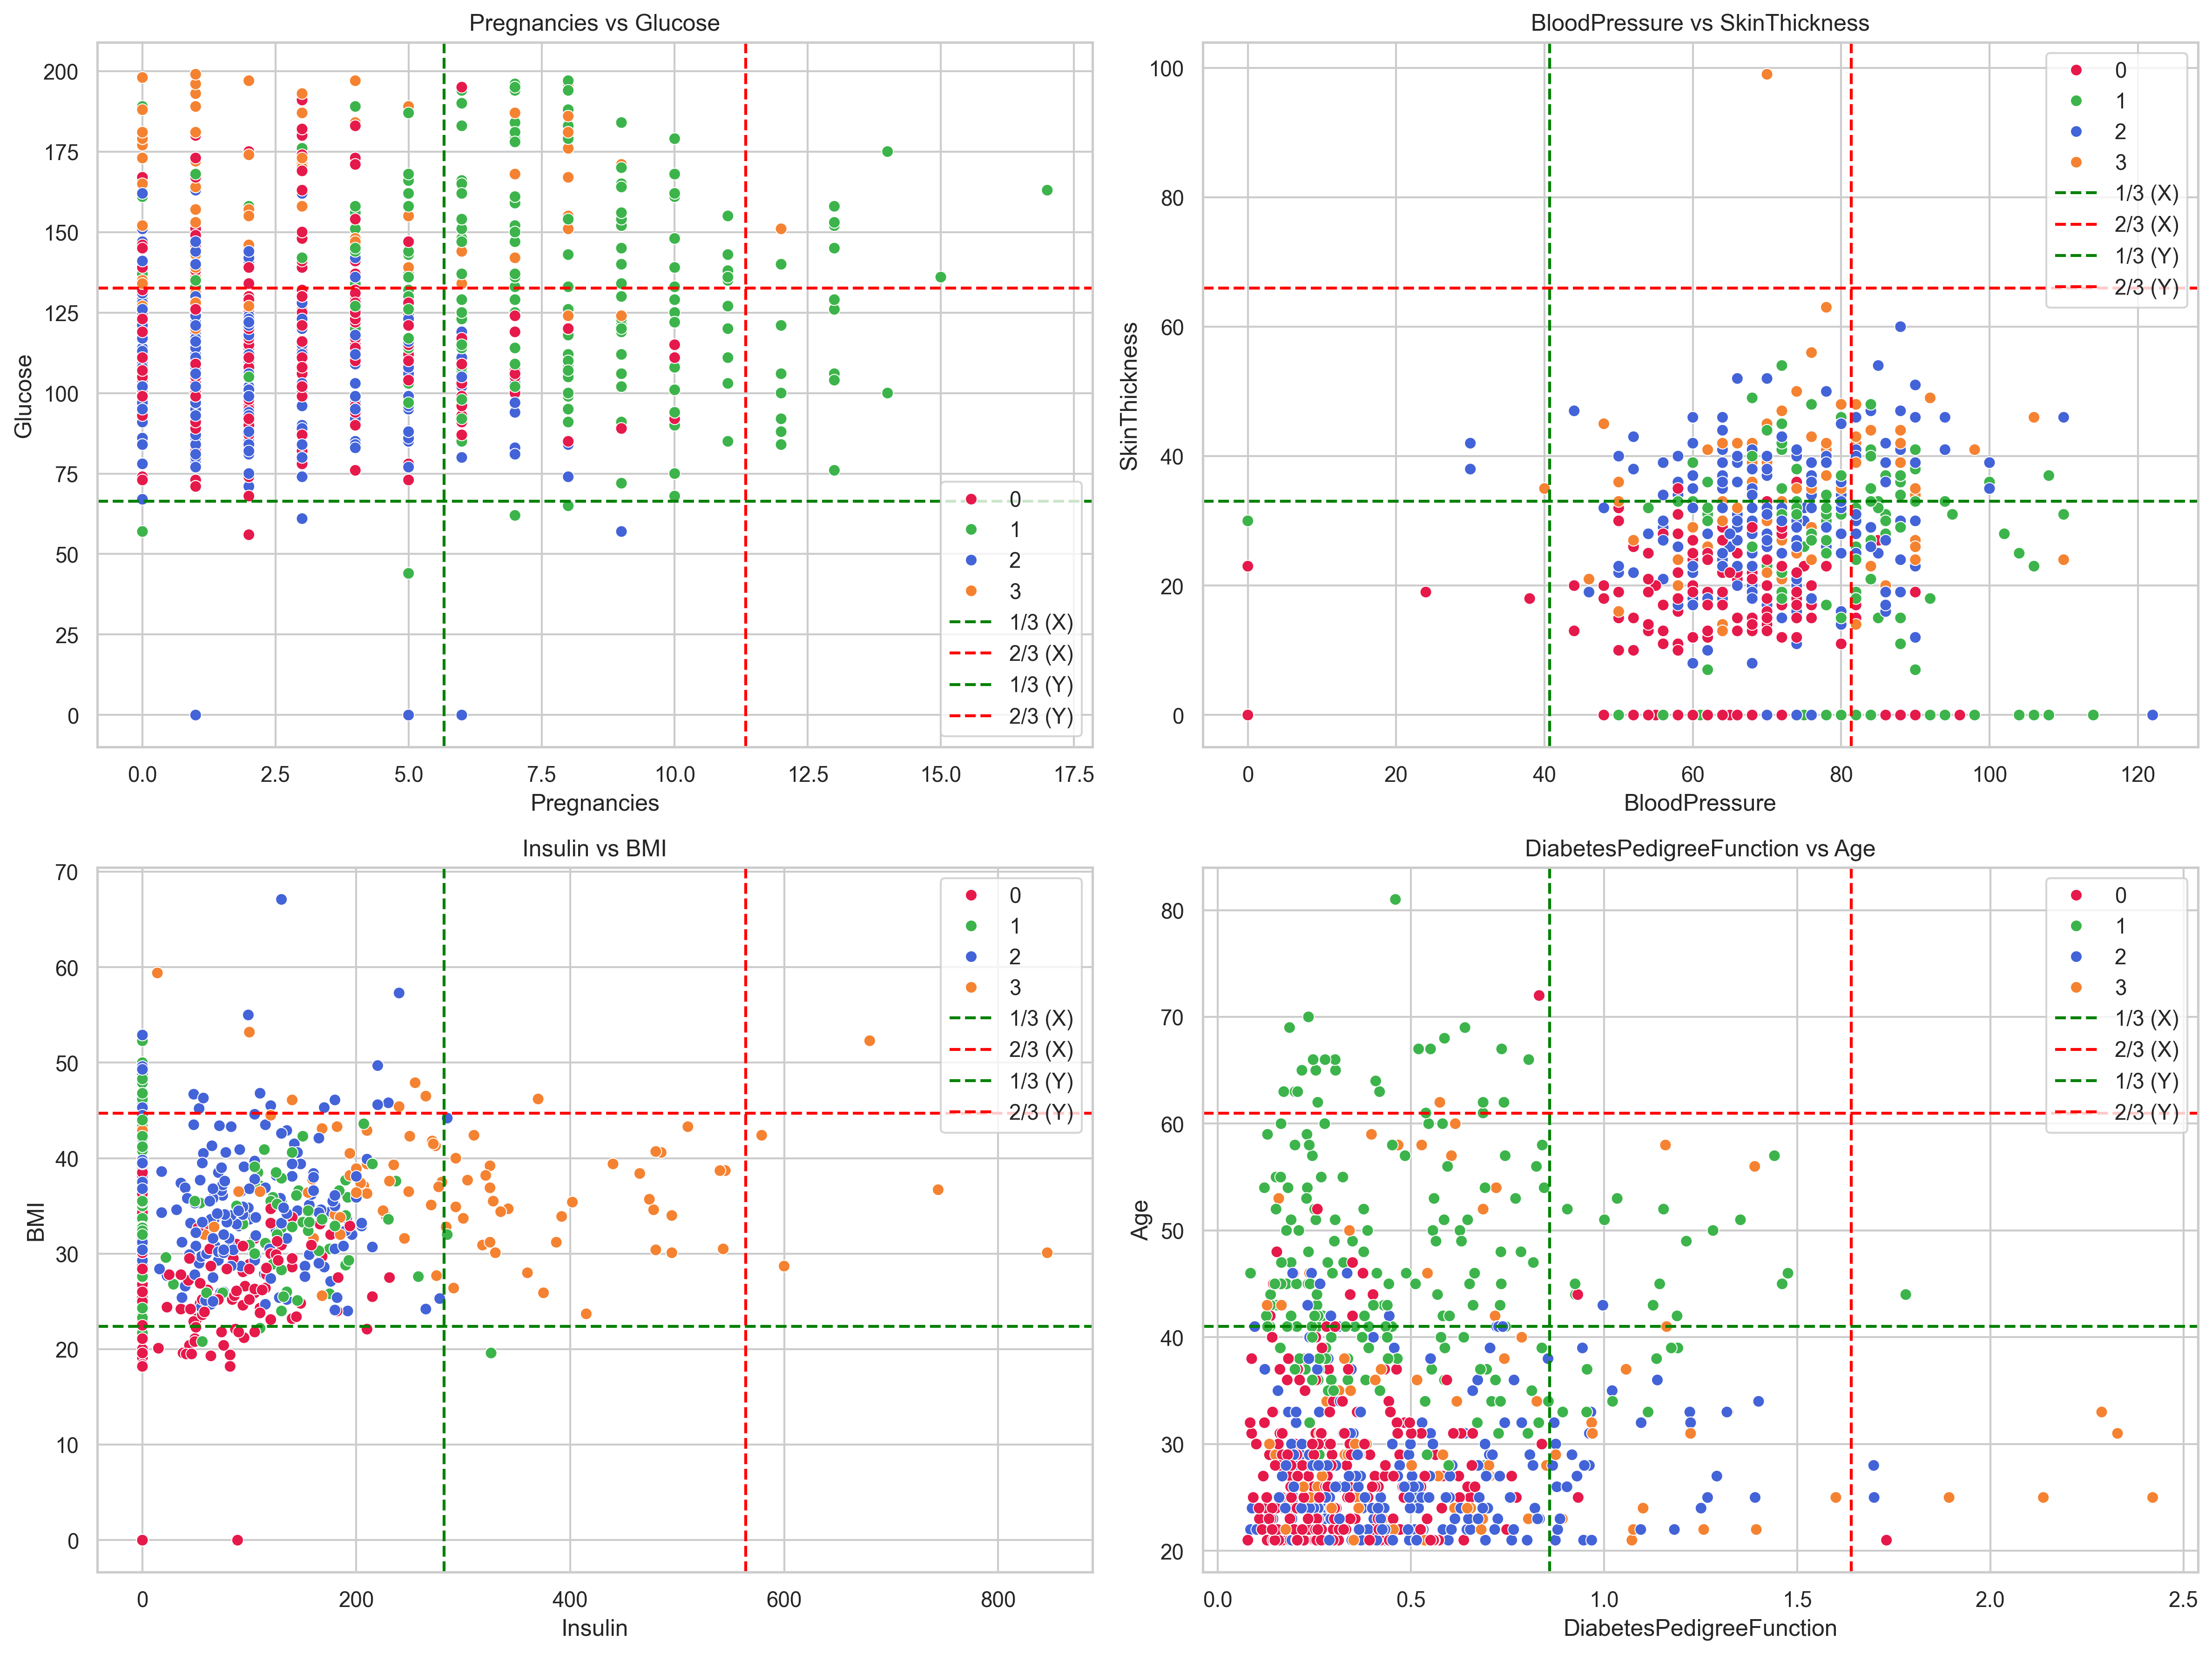 Pregnancies vs Glucose
Glucose
200
175
150
125
100
75
50
25
0
0
1
2
3
1/3 (X)
2/3 (X)
1/3 (Y)
2/3 (Y)
0.0 2.5 5.0 7.5 10.0 12.5 15.0 17.5
Pregnancies
BloodPressure vs SkinThickness
SkinThickness
100
80
60
40
20
0
0
1
2
3
1/3 (X)
2/3 (X)
1/3 (Y)
2/3 (Y)
0 20 40 60 80 100 120
BloodPressure
Insulin vs BMI
BMI
70
60
50
40
30
20
10
0
0
1
2
3
1/3 (X)
2/3 (X)
1/3 (Y)
2/3 (Y)
0 200 400 600 800
Insulin
DiabetesPedigreeFunction vs Age
Age
80
70
60
50
40
30
20
0
1
2
3
1/3 (X)
2/3 (X)
1/3 (Y)
2/3 (Y)
0.0 0.5 1.0 1.5 2.0 2.5
DiabetesPedigreeFunction